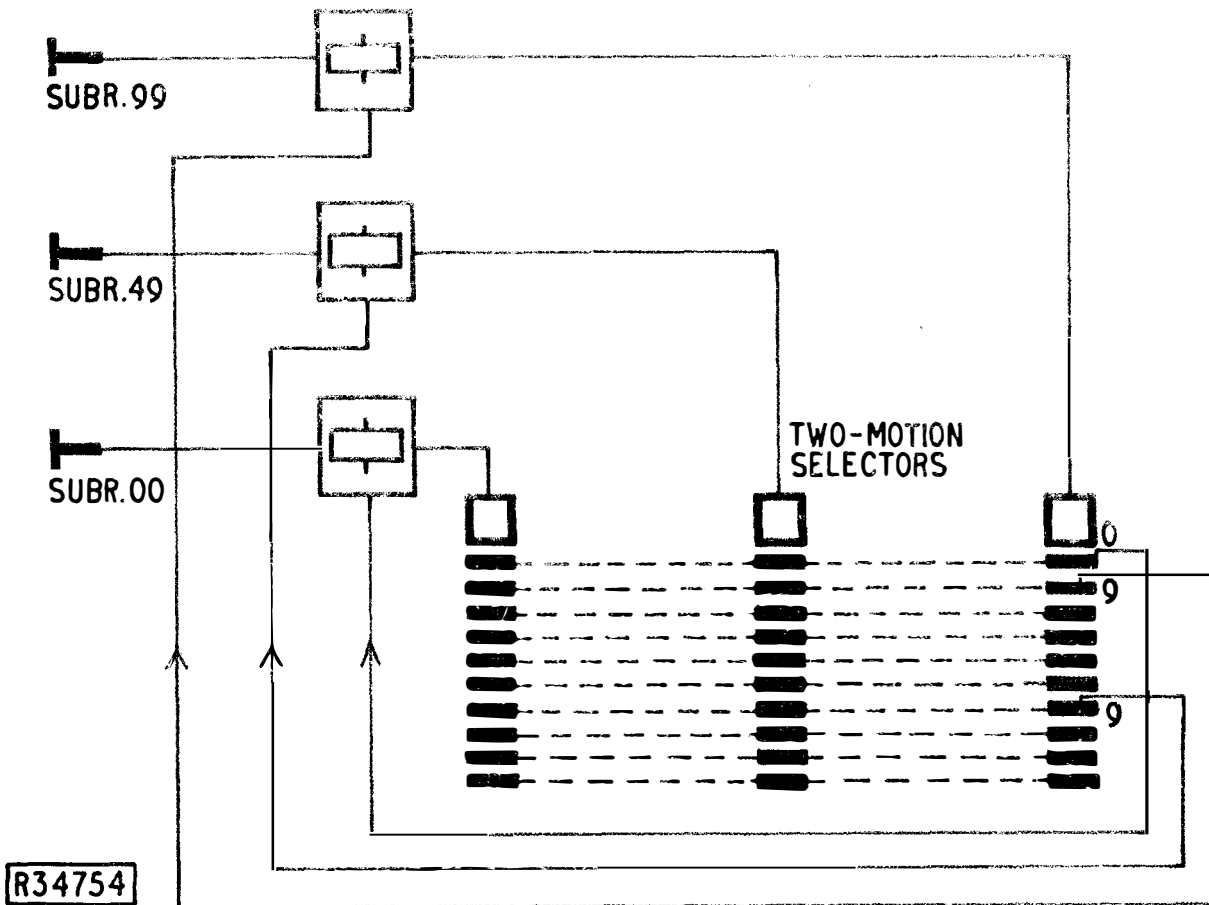 SUBR.99
SUBR.49
SUBR.00
TWO-MOTION
SELECTORS
0
9
9
R34754